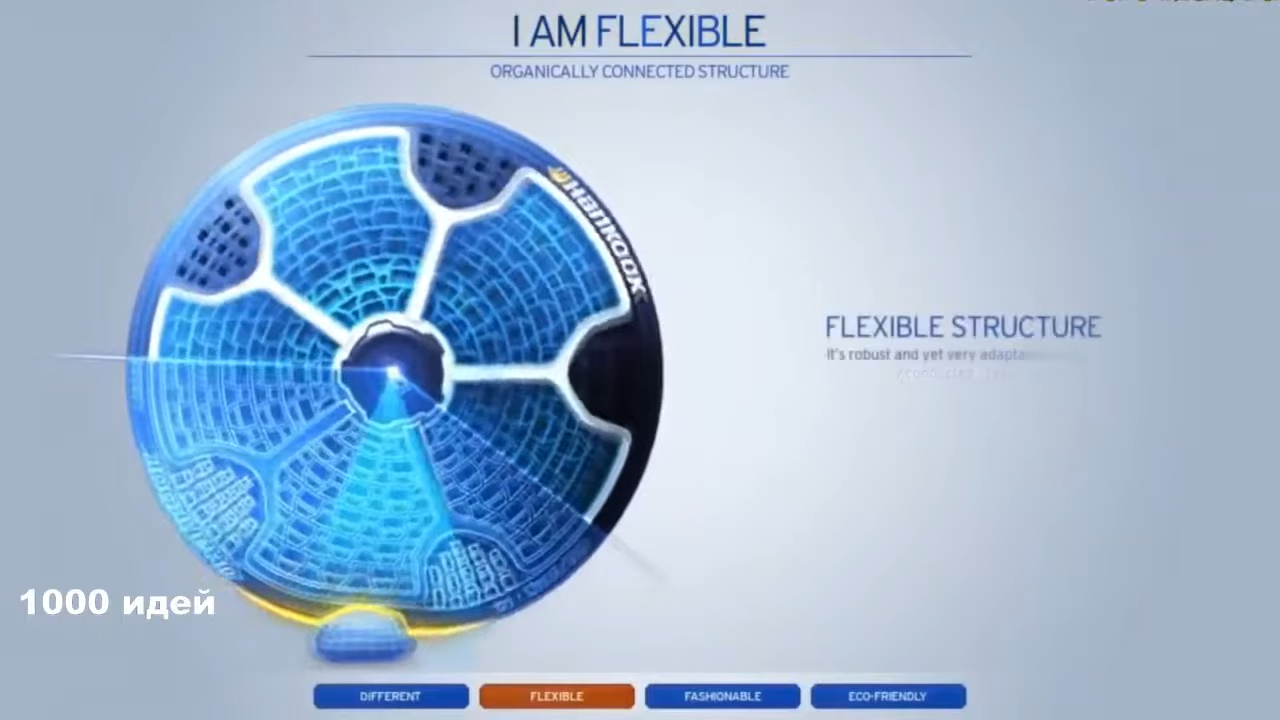 I AM FLEXIBLE
ORGANICALLY CONNECTED STRUCTURE
Hankook
FLEXIBLE STRUCTURE
It's robust and yet very
1000 идей
DIFFERENT
FLEXIBLE
FASHIONABLE
ECO-FRIENDLY